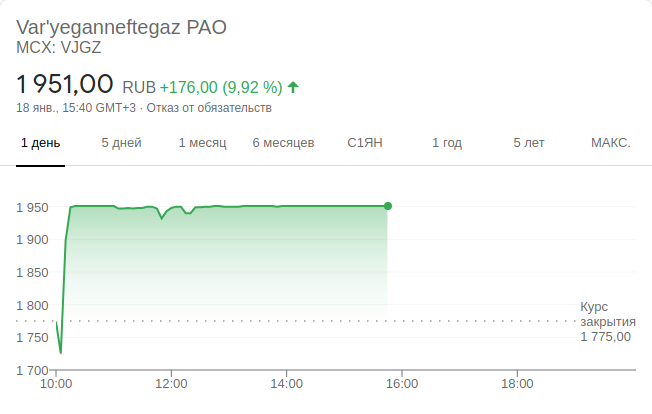 Var'yeganneftegaz PAO
MCX: VJGZ
1 951,00 RUB +176,00 (9,92 %)
18 янв., 15:40 GMT+3 · Отказ от обязательств
1 день 5 дней 1 месяц 6 месяцев С1ЯН 1 год 5 лет МАКС.
1 950
1 900
1 850
1 800
Курс
закрытия
1 775,00
1 750
1 700
10:00 12:00 14:00 16:00 18:00